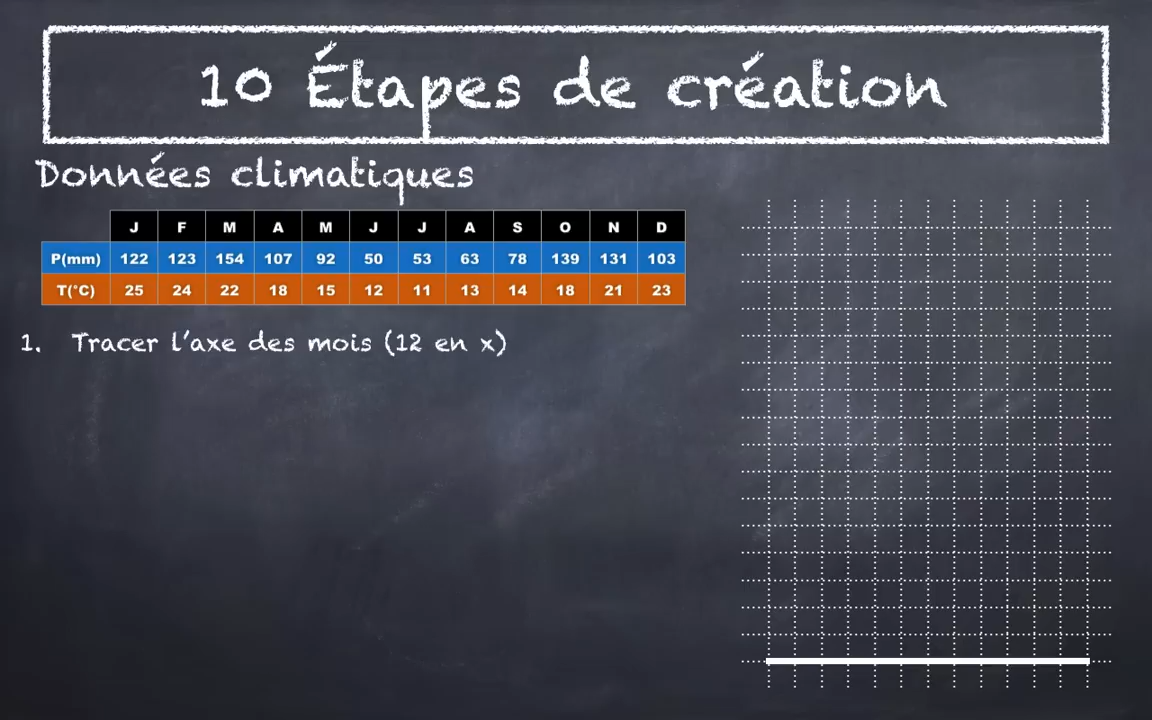 10 Étapes de création
Données climatiques
J F M A M J J A S O N D
P(mm) 122 123 154 107 92 50 53 63 78 139 131 103
T(°C) 25 24 22 18 15 12 11 13 14 18 21 23
1. Tracer l'axe des mois (12 en x)